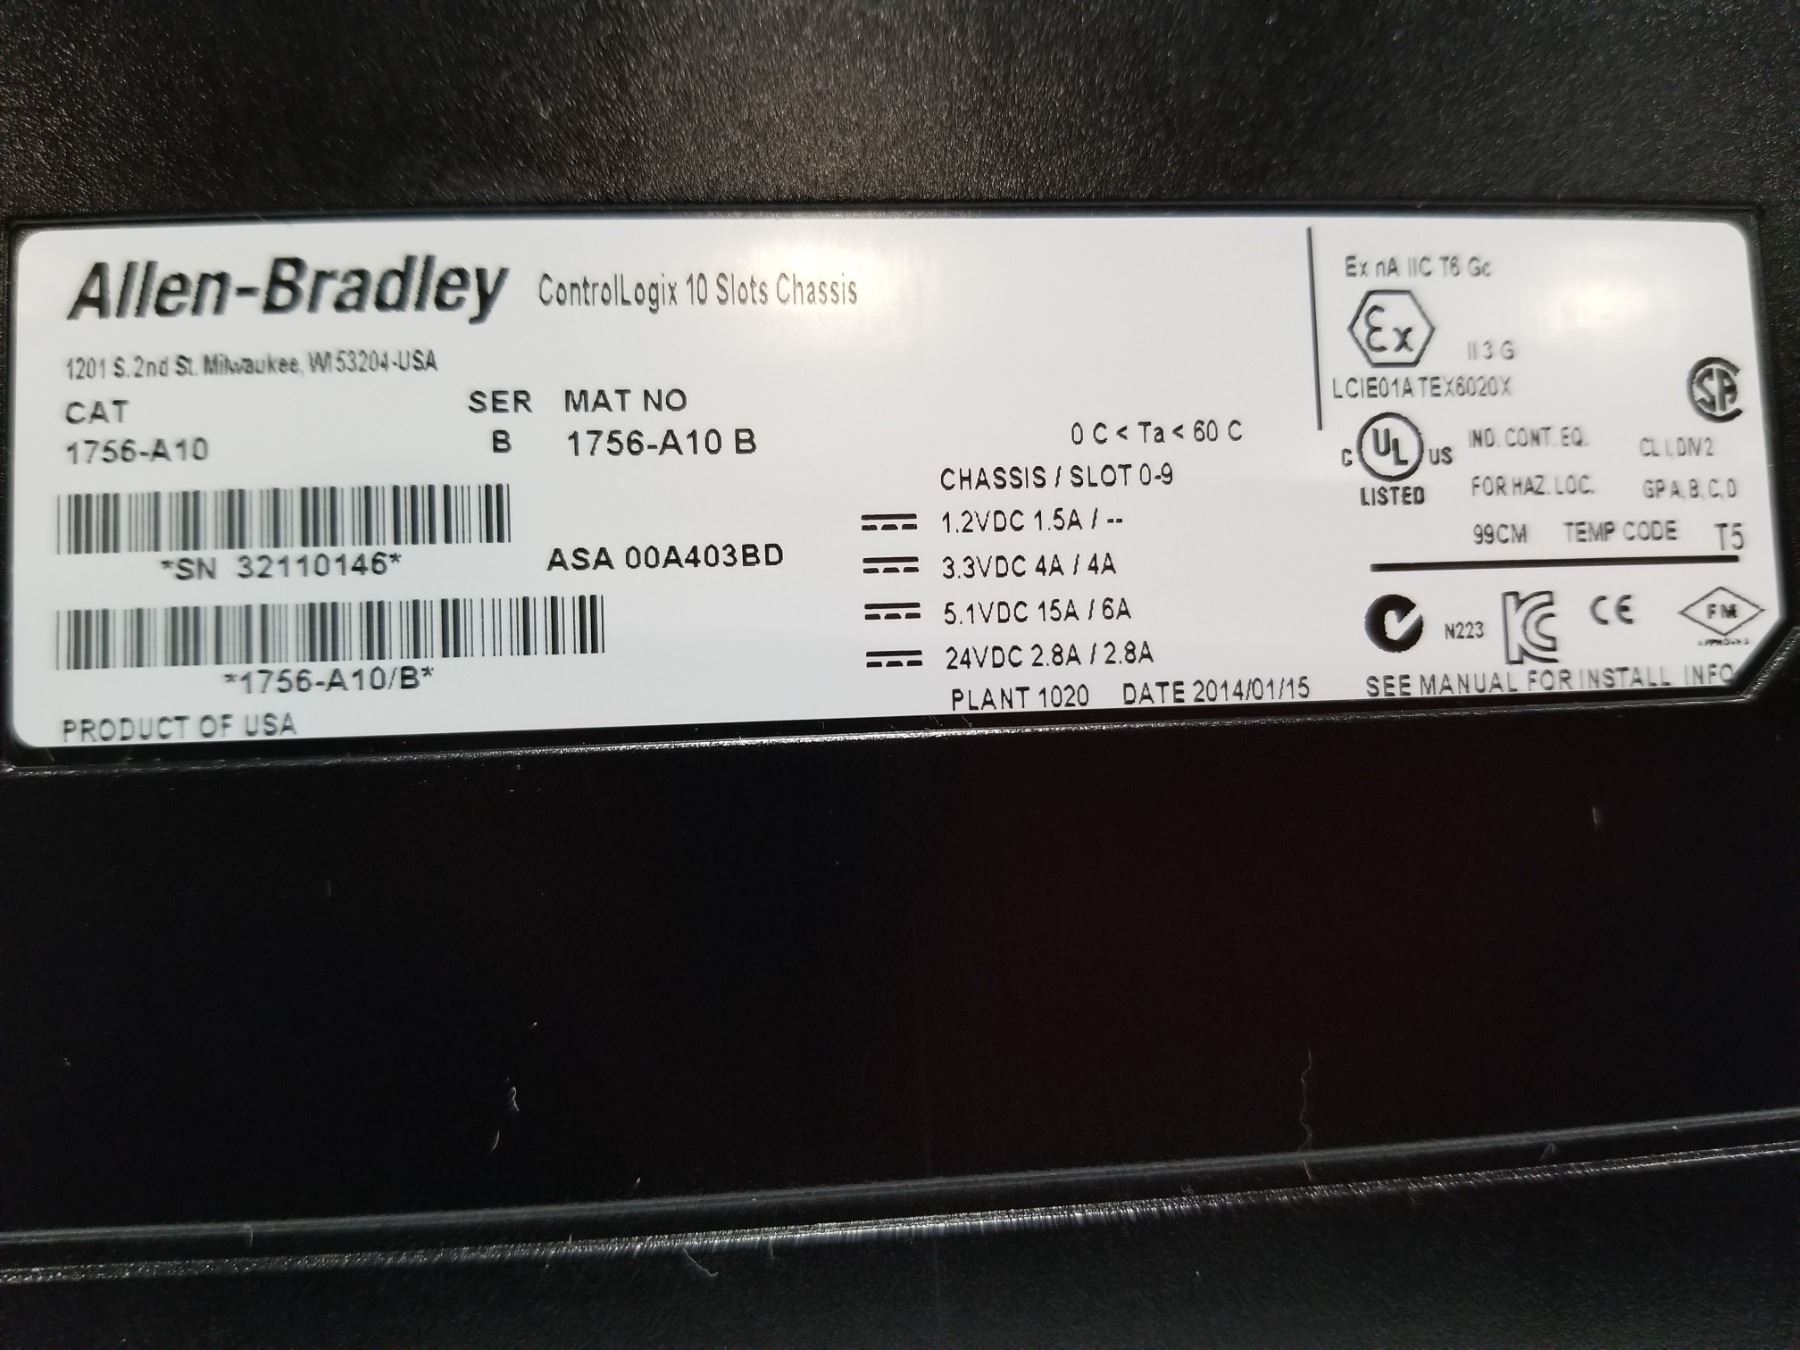 Allen-Bradley ControlLogix 10 Slots Chassis
1201 S. 2nd St. Milwaukee, WI 53204-USA
CAT SER MAT NO
1756-A10 B 1756-A10 B
*SN 32110146*
ASA 00A403BD
*1756-A10/B*
PRODUCT OF USA
0 C < Ta < 60 C
CHASSIS / SLOT 0-9
1.2VDC 1.5A / --
3.3VDC 4A / 4A
5.1VDC 15A / 6A
24VDC 2.8A / 2.8A
PLANT 1020 DATE 2014/01/15
Ex nA IIC T6 Gc
Ex
II 3 G
LCIE01ATEX6020X
SA
C UL US
LISTED
IND. CONT. EQ.
FOR HAZ. LOC.
CL I, DIV 2
GP A, B, C, D
99CM TEMP CODE T5
N223
CE
FM
APPROVED
SEE MANUAL FOR INSTALL INFO